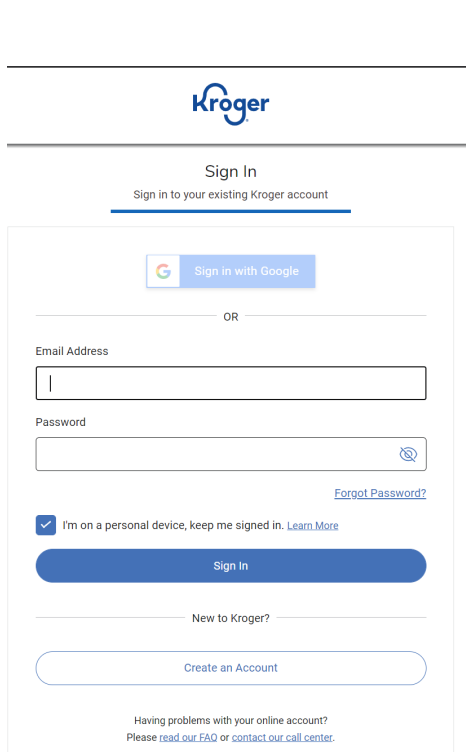 Kroger
Sign In
Sign in to your existing Kroger account
G Sign in with Google
OR
Email Address
Password
Forgot Password?
I'm on a personal device, keep me signed in. Learn More
Sign In
New to Kroger?
Create an Account
Having problems with your online account?
Please read our FAQ or contact our call center.